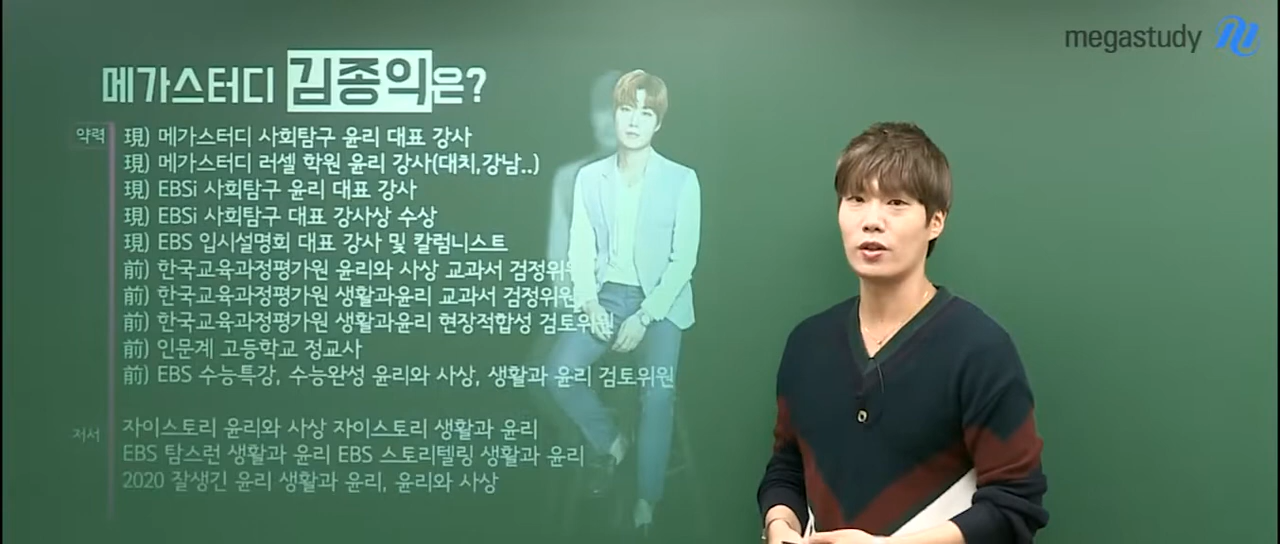 megastudy
메가스터디 김종익은?
약력
現) 메가스터디 사회탐구 윤리 대표 강사
現) 메가스터디 러셀 학원 윤리 강사(대치,강남..)
現) EBSi 사회탐구 윤리 대표 강사
現) EBSi 사회탐구 대표 강사상 수상
現) EBS 입시설명회 대표 강사 및 칼럼니스트
前) 한국교육과정평가원 윤리와 사상 교과서 검정위원
前) 한국교육과정평가원 생활과윤리 교과서 검정위원
前) 한국교육과정평가원 생활과윤리 현장적합성 검토위원
前) 인문계 고등학교 정교사
前) EBS 수능특강, 수능완성 윤리와 사상, 생활과 윤리 검토위원
저서
자이스토리 윤리와 사상 자이스토리 생활과 윤리
EBS 탐스런 생활과 윤리 EBS 스토리텔링 생활과 윤리
2020 잘생긴 윤리 생활과 윤리, 윤리와 사상